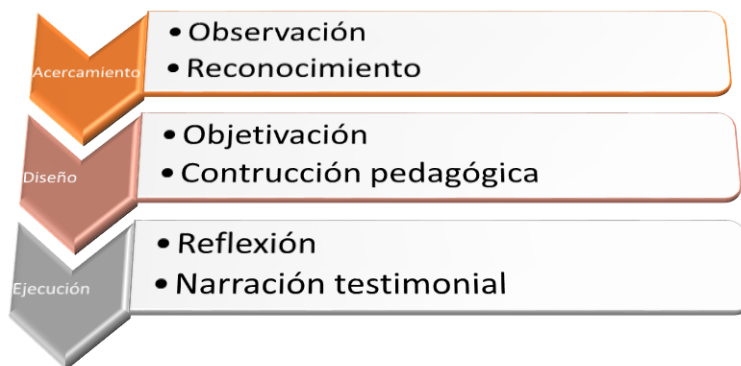 Acercamiento
• Observación
• Reconocimiento
Diseño
• Objetivación
• Contrucción pedagógica
Ejecución
• Reflexión
• Narración testimonial